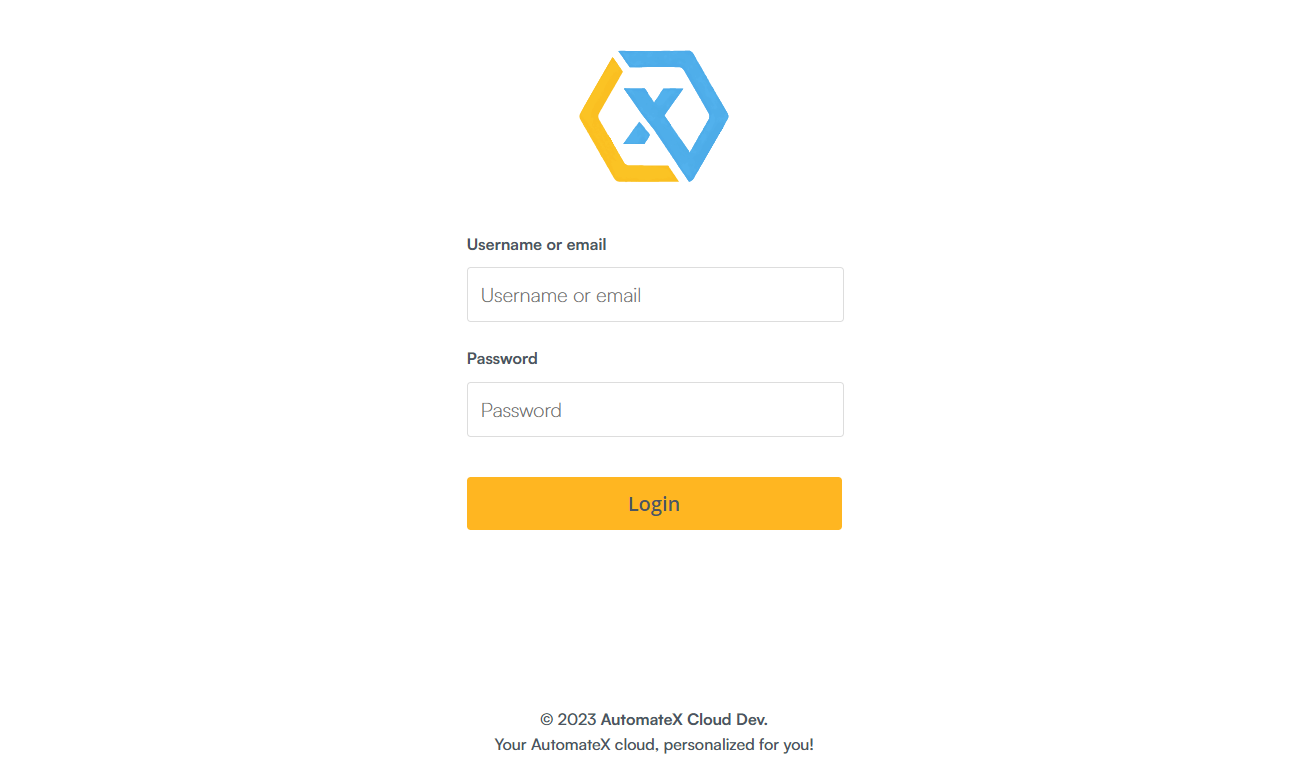 X
Username or email
Username or email
Password
Password
Login
© 2023 AutomateX Cloud Dev.
Your AutomateX cloud, personalized for you!